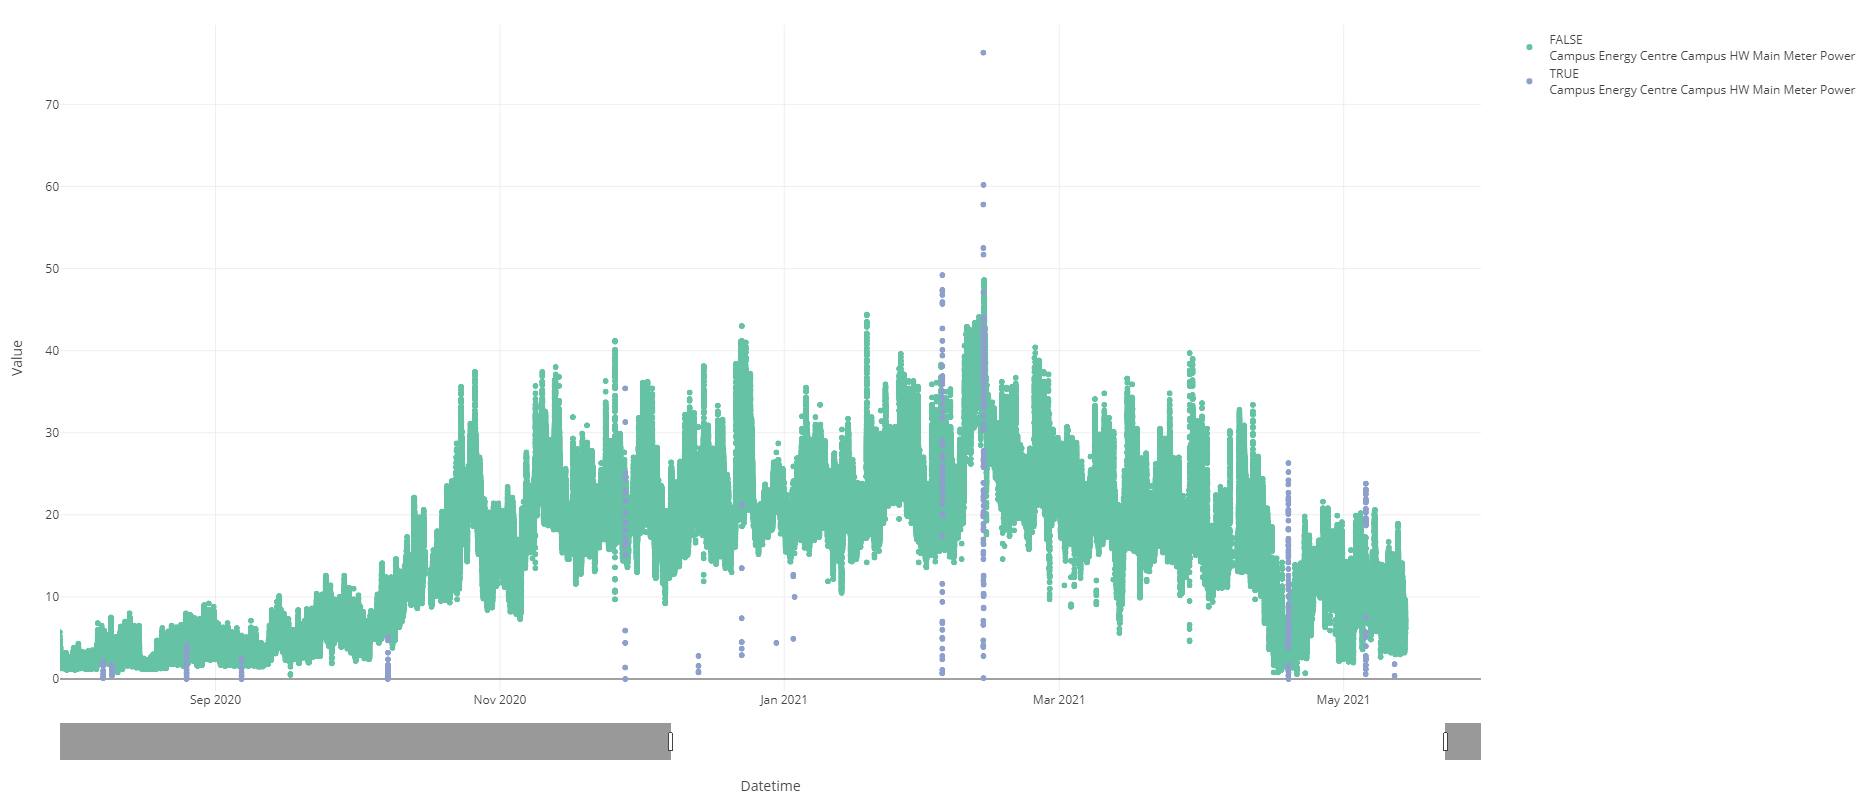 FALSE
Campus Energy Centre Campus HW Main Meter Power
TRUE
Campus Energy Centre Campus HW Main Meter Power
70
60
50
40
30
20
10
0
Value
Sep 2020
Nov 2020
Jan 2021
Mar 2021
May 2021
Datetime